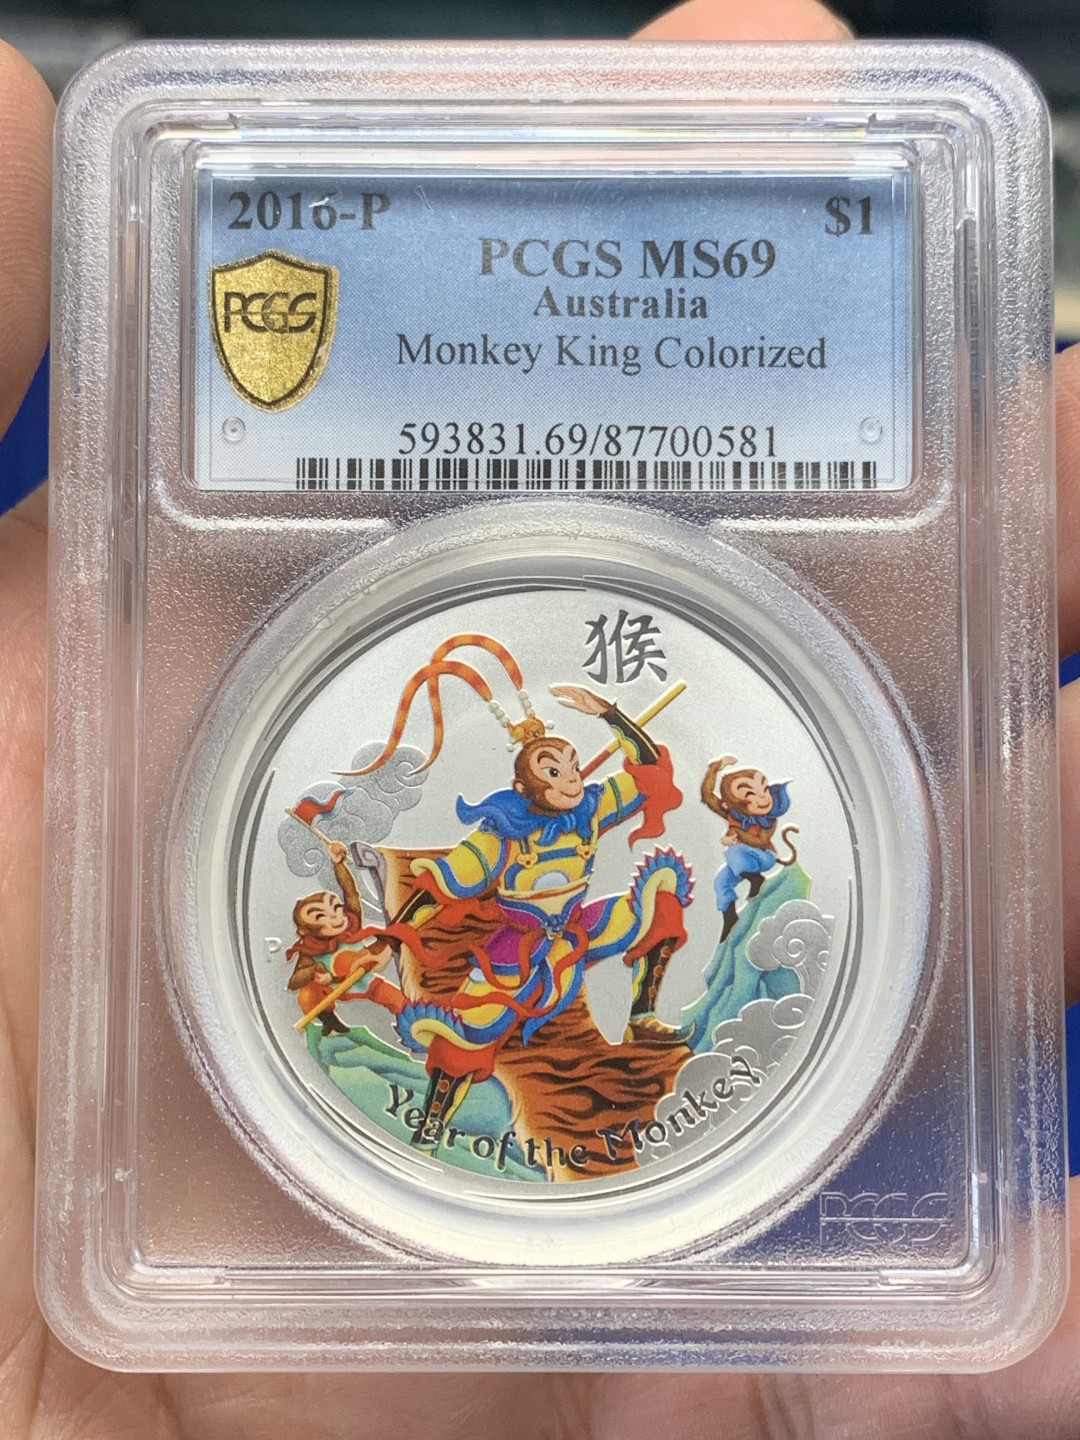 2016-P $1
PCGS MS69
PCGS
Australia
Monkey King Colorized
593831.69/87700581
猴
P
Year of the Monkey
PCGS